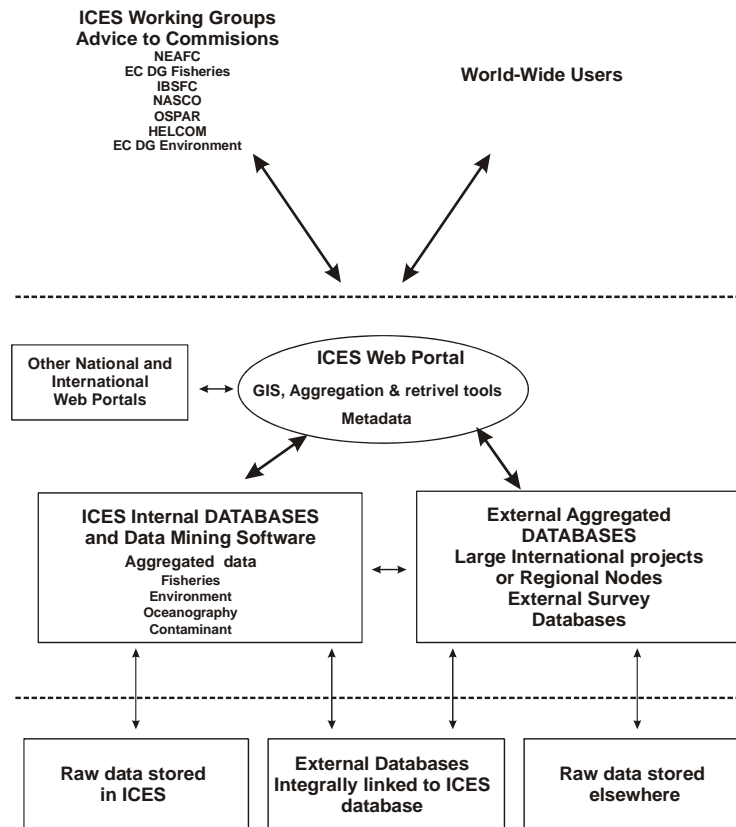 ICES Working Groups
Advice to Commisions
NEAFC
EC DG Fisheries
IBSFC
NASCO
OSPAR
HELCOM
EC DG Environment
World-Wide Users
Other National and
International
Web Portals
ICES Web Portal
GIS, Aggregation & retrivel tools
Metadata
ICES Internal DATABASES
and Data Mining Software
Aggregated data
Fisheries
Environment
Oceanography
Contaminant
External Aggregated
DATABASES
Large International projects
or Regional Nodes
External Survey
Databases
Raw data stored
in ICES
External Databases
Integrally linked to ICES
database
Raw data stored
elsewhere